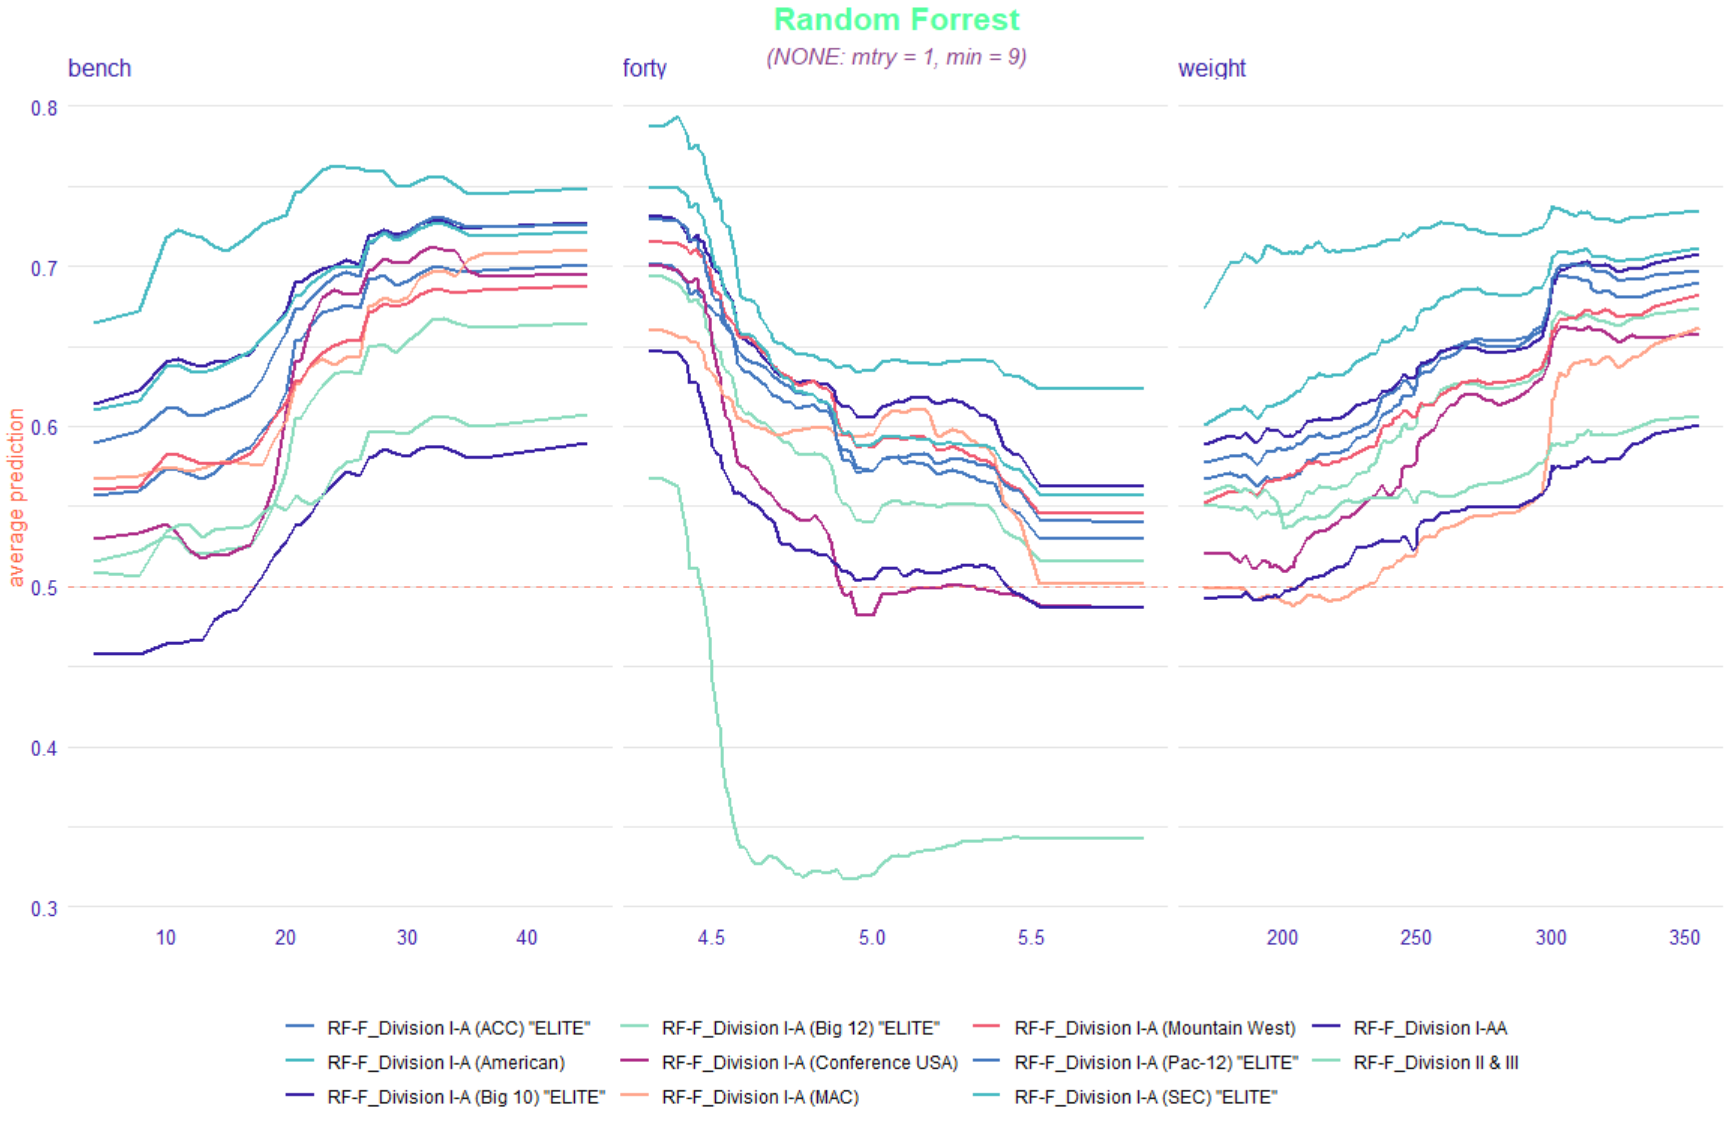 Random Forrest
(NONE: mtry = 1, min = 9)
bench
forty
weight
average prediction
0.8
0.7
0.6
0.5
0.4
0.3
10 20 30 40
4.5 5.0 5.5
200 250 300 350
RF-F_Division I-A (ACC) "ELITE"
RF-F_Division I-A (American)
RF-F_Division I-A (Big 10) "ELITE"
RF-F_Division I-A (Big 12) "ELITE"
RF-F_Division I-A (Conference USA)
RF-F_Division I-A (MAC)
RF-F_Division I-A (Mountain West)
RF-F_Division I-A (Pac-12) "ELITE"
RF-F_Division I-A (SEC) "ELITE"
RF-F_Division I-AA
RF-F_Division II & III